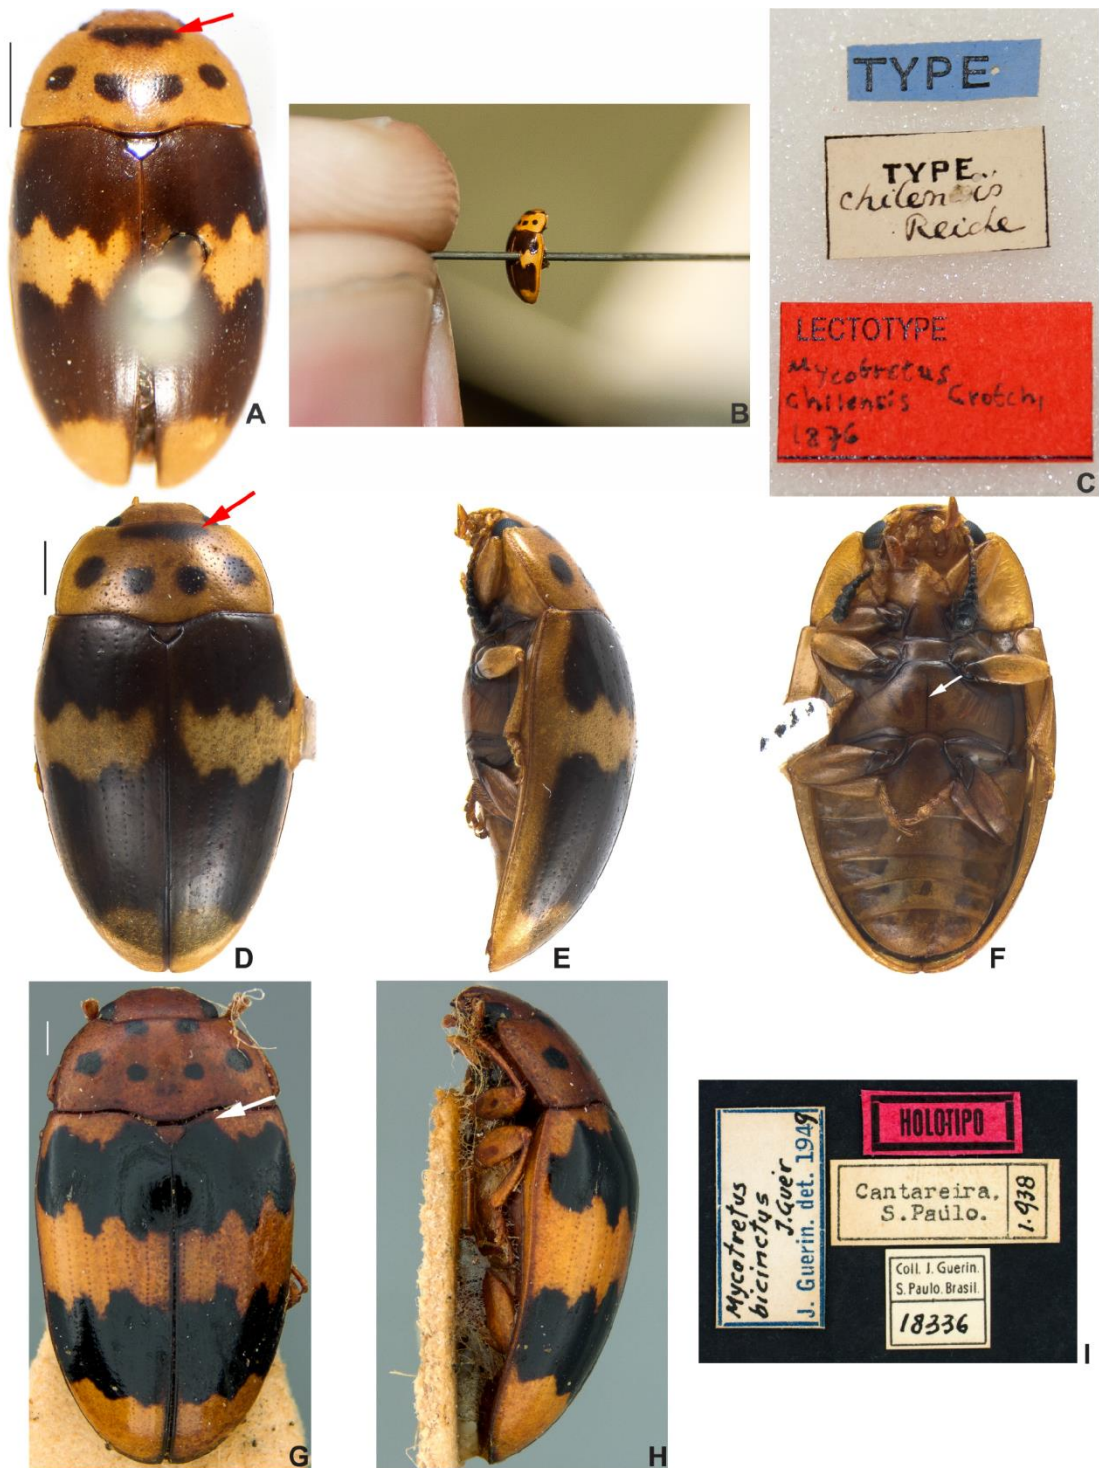 A
B
TYPE
TYPE.
chilensis
Reiche
LECTOTYPE
Mycotretus
chilensis Crotch,
1876
C
D
E
F
G
H
Mycotretus
bicinctus
J. Guer
J. Guerin. det. 1949
HOLOTIPO
Cantareira,
S. Paulo.
1.938
Coll. J. Guerin.
S. Paulo. Brasil.
18336
I